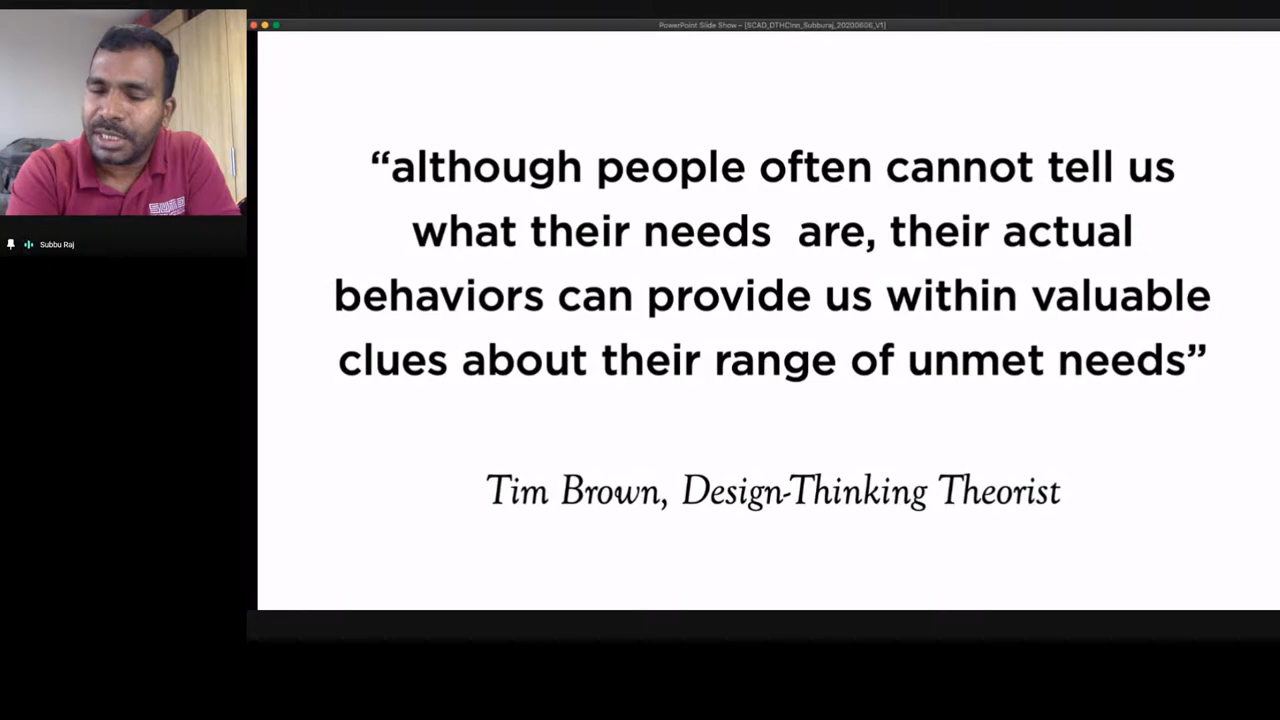 PowerPoint Slide Show - [SCAD_DTHCInn_Subburaj_20200606_V1]
“although people often cannot tell us
what their needs  are, their actual
behaviors can provide us within valuable
clues about their range of unmet needs”
Tim Brown, Design-Thinking Theorist
Subbu Raj